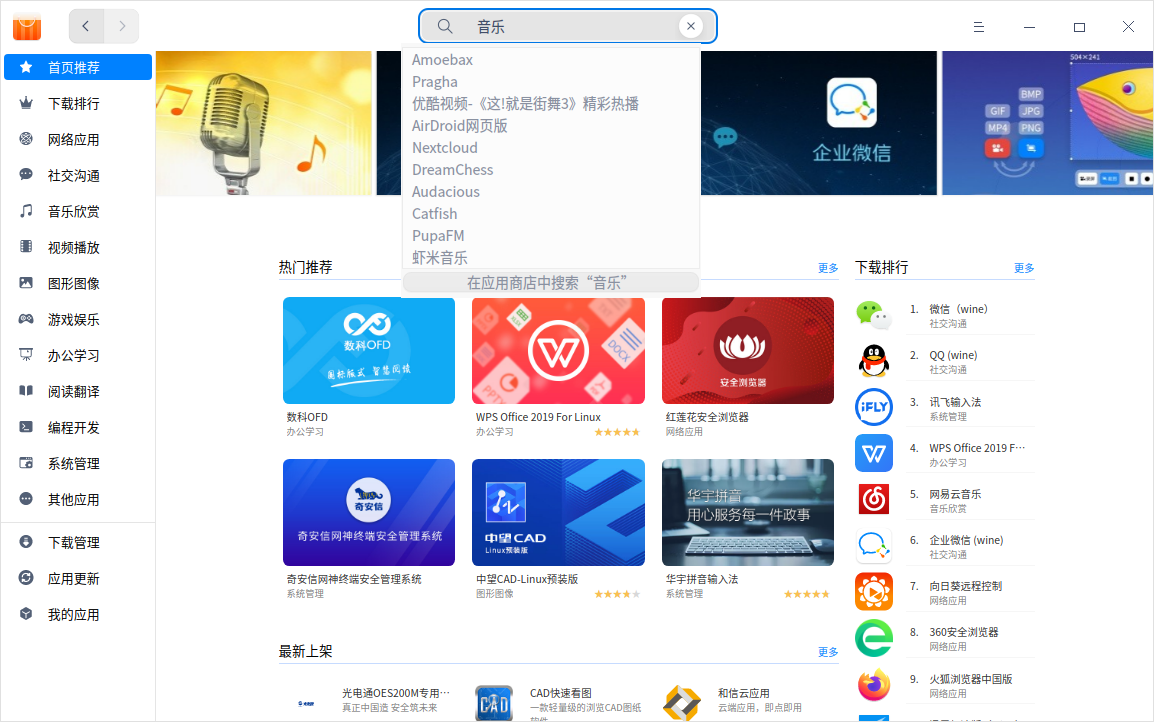 音乐
首页推荐
下载排行
网络应用
社交沟通
音乐欣赏
视频播放
图形图像
游戏娱乐
办公学习
阅读翻译
编程开发
系统管理
其他应用
下载管理
应用更新
我的应用
Amoebax
Pragha
优酷视频-《这!就是街舞3》精彩热播
AirDroid网页版
Nextcloud
DreamChess
Audacious
Catfish
PupaFM
虾米音乐
在应用商店中搜索“音乐”
企业微信
504×241
BMP
GIF JPG
MP4 PNG
热门推荐
更多
数科OFD
国标版式 智慧阅读
数科OFD
办公学习
DOCX
PPTX
WPS Office 2019 For Linux
办公学习
安全浏览器
红莲花安全浏览器
网络应用
奇安信
奇安信网神终端安全管理系统
奇安信网神终端安全管理系统
系统管理
中望CAD
Linux预装版
中望CAD-Linux预装版
图形图像
华宇拼音
用心服务每一件政事
华宇拼音输入法
系统管理
最新上架
更多
光电通OES200M专用…
真正中国造 安全筑未来
CAD
CAD快速看图
一款轻量级的浏览CAD图纸
软件
和信云应用
云端应用，即点即用
下载排行
更多
1. 微信（wine）
社交沟通
2. QQ (wine)
社交沟通
iFLY
3. 讯飞输入法
系统管理
4. WPS Office 2019 F…
办公学习
5. 网易云音乐
音乐欣赏
6. 企业微信 (wine)
社交沟通
7. 向日葵远程控制
网络应用
8. 360安全浏览器
网络应用
9. 火狐浏览器中国版
网络应用